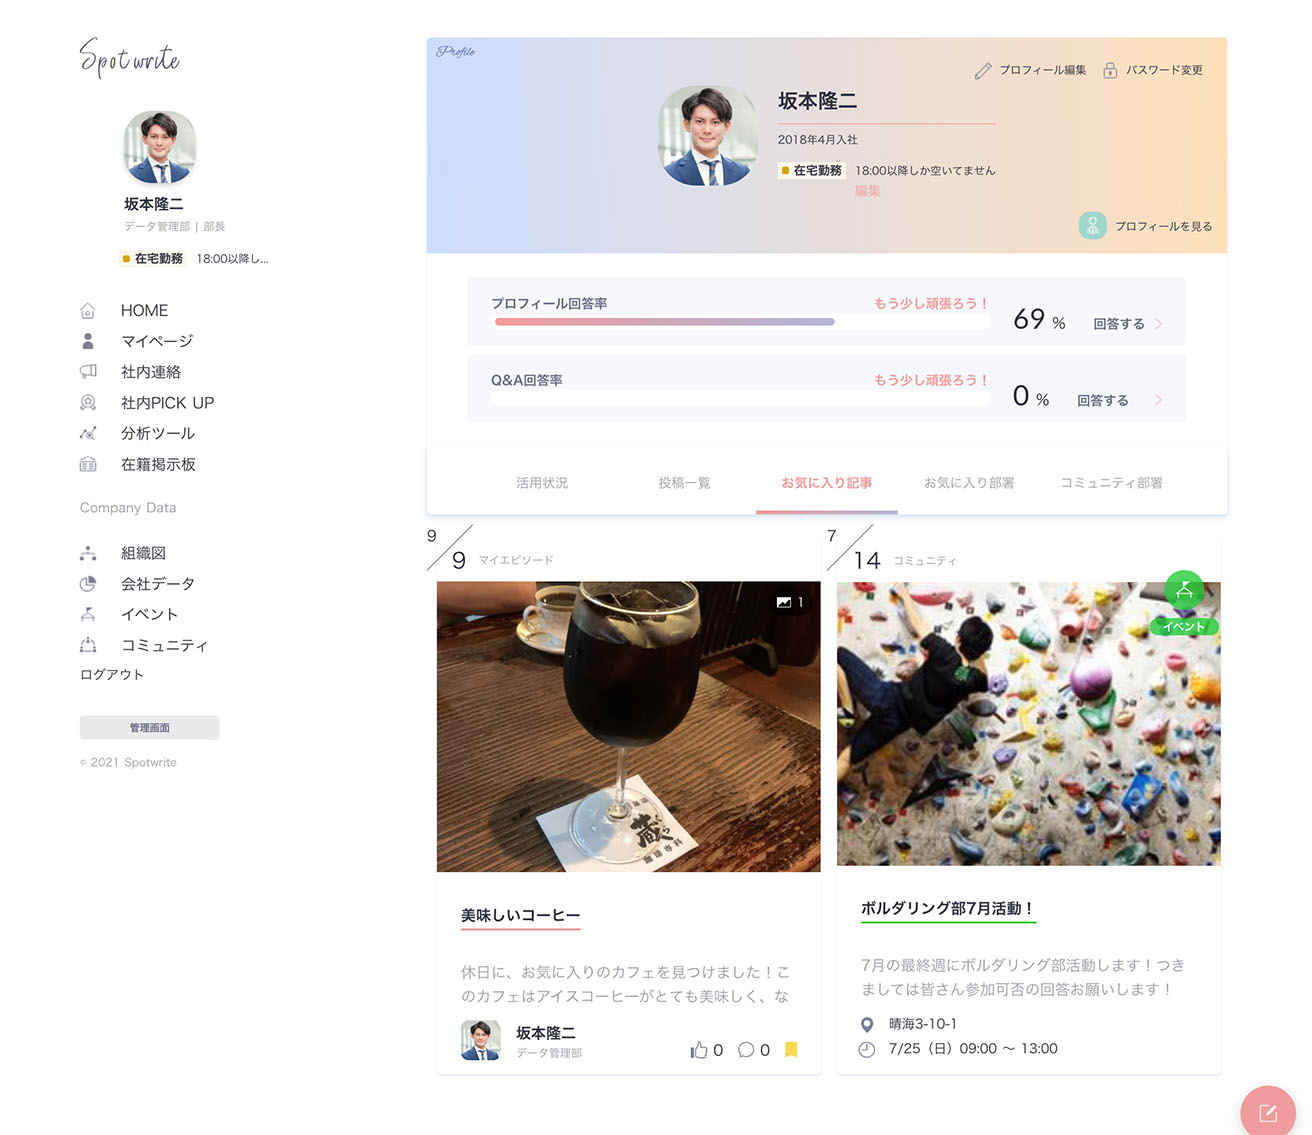 Spotwrite
坂本隆二
データ管理部 | 部長
在宅勤務 18:00以降し...
HOME
マイページ
社内連絡
社内PICK UP
分析ツール
在籍掲示板
Company Data
組織図
会社データ
イベント
コミュニティ
ログアウト
管理画面
© 2021 Spotwrite
Profile
プロフィール編集 パスワード変更
坂本隆二
2018年4月入社
在宅勤務 18:00以降しか空いてません
編集
プロフィールを見る
プロフィール回答率 もう少し頑張ろう！ 69 % 回答する
Q&A回答率 もう少し頑張ろう！ 0 % 回答する
活用状況 投稿一覧 お気に入り記事 お気に入り部署 コミュニティ部署
9/9 マイエピソード
1
蔵
珈琲専科
美味しいコーヒー
休日に、お気に入りのカフェを見つけました！こ
のカフェはアイスコーヒーがとても美味しく、な
坂本隆二
データ管理部
0 0
7/14 コミュニティ
イベント
ボルダリング部7月活動！
7月の最終週にボルダリング部活動します！つき
ましては皆さん参加可否の回答お願いします！
晴海3-10-1
7/25（日）09:00 〜 13:00